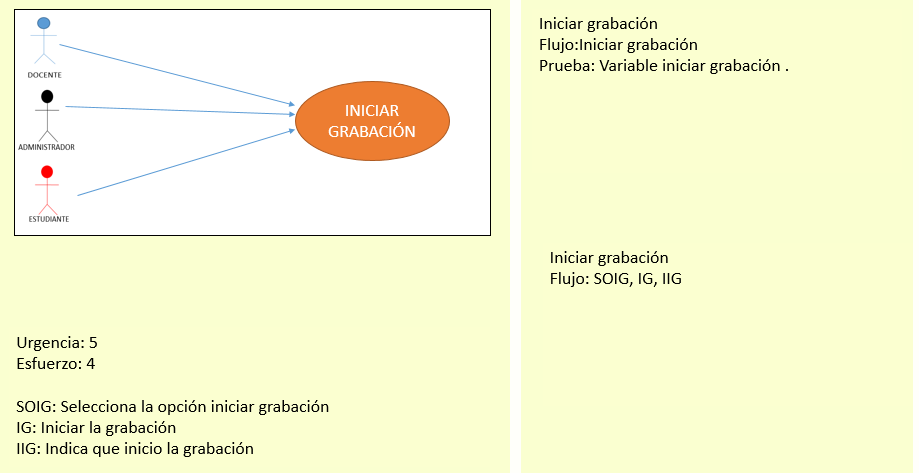 DOCENTE
ADMINISTRADOR
ESTUDIANTE
INICIAR
GRABACIÓN
Urgencia: 5
Esfuerzo: 4
SOIG: Selecciona la opción iniciar grabación
IG: Iniciar la grabación
IIG: Indica que inicio la grabación
Iniciar grabación
Flujo:Iniciar grabación
Prueba: Variable iniciar grabación .
Iniciar grabación
Flujo: SOIG, IG, IIG